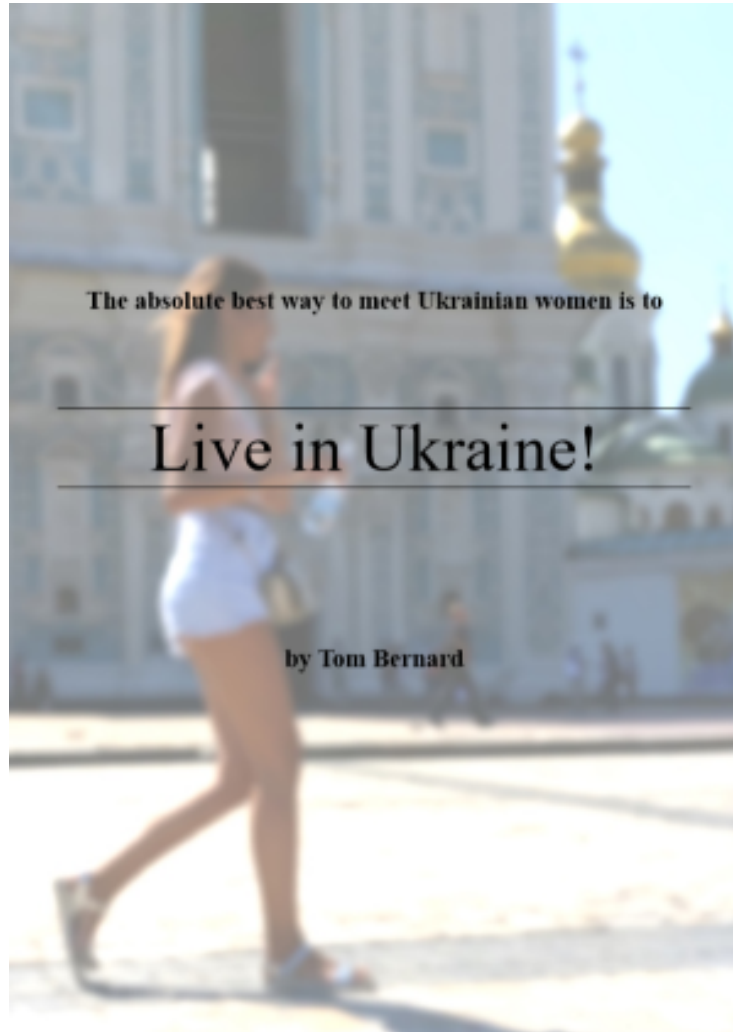 The absolute best way to meet Ukrainian women is to
Live in Ukraine!
by Tom Bernard